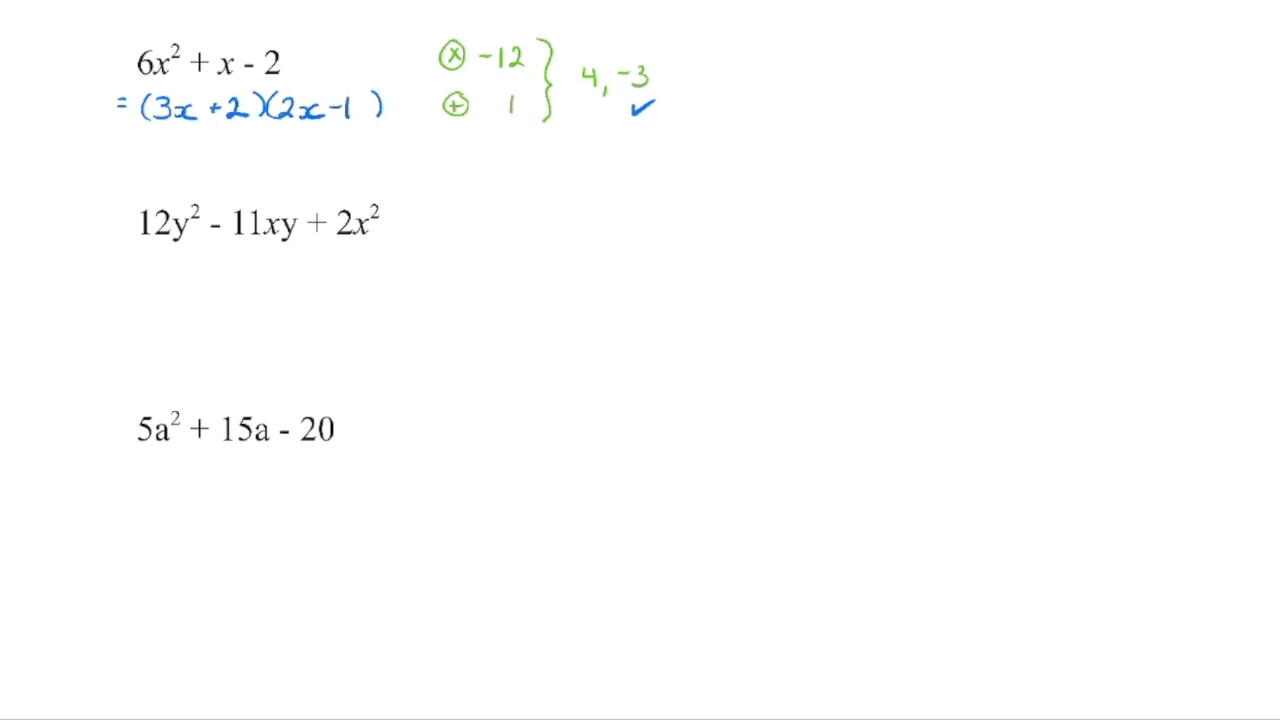 6x² + x - 2 ⊗ -12 } 4, -3
= (3x +2)(2x -1) ⊕ 1 ✓
12y² - 11xy + 2x²
5a² + 15a - 20